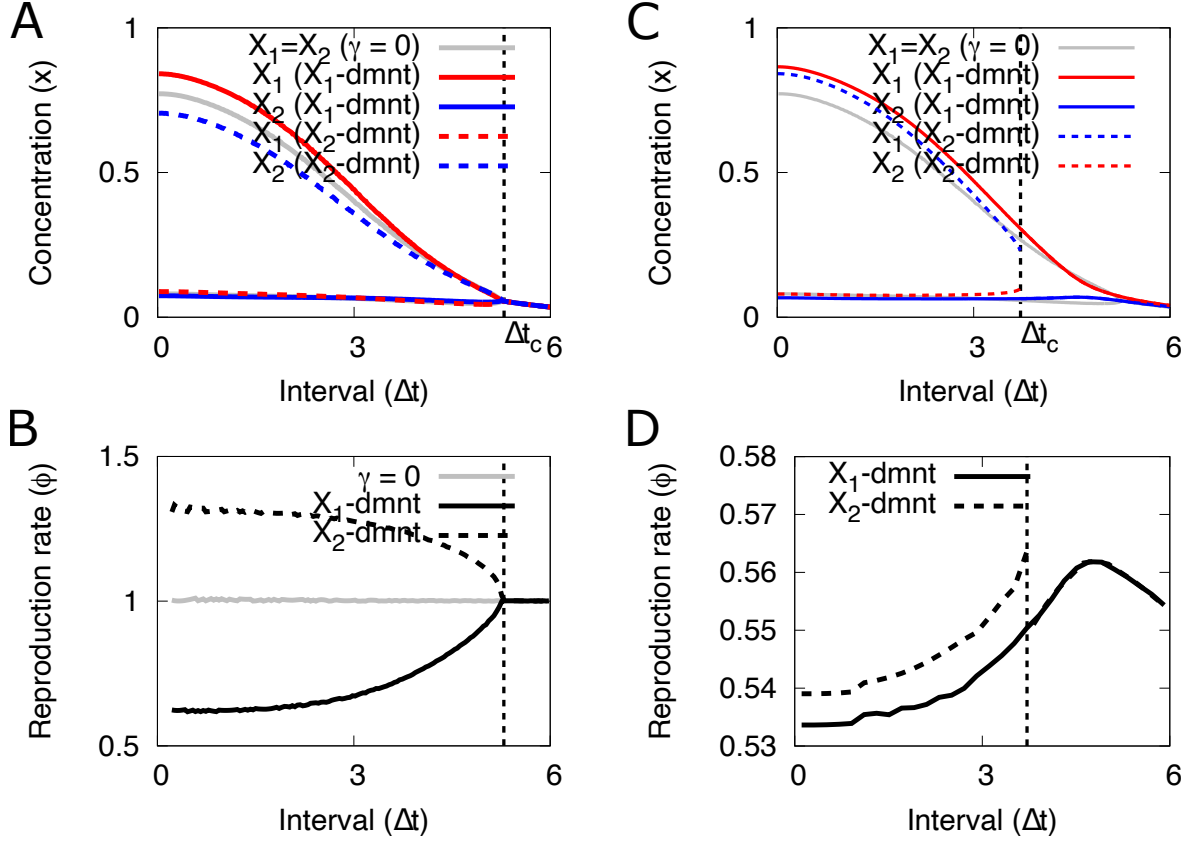 A
Concentration (x)
1
0.5
0
X1=X2 (γ = 0)
X1 (X1-dmnt)
X2 (X1-dmnt)
X1 (X2-dmnt)
X2 (X2-dmnt)
Δtc
0 3 6
Interval (Δt)
C
Concentration (x)
1
0.5
0
X1=X2 (γ = 0)
X1 (X1-dmnt)
X2 (X1-dmnt)
X1 (X2-dmnt)
X2 (X2-dmnt)
Δtc
0 3 6
Interval (Δt)
B
Reproduction rate (ϕ)
1.5
1
0.5
γ = 0
X1-dmnt
X2-dmnt
0 3 6
Interval (Δt)
D
Reproduction rate (ϕ)
0.58
0.57
0.56
0.55
0.54
0.53
X1-dmnt
X2-dmnt
0 3 6
Interval (Δt)